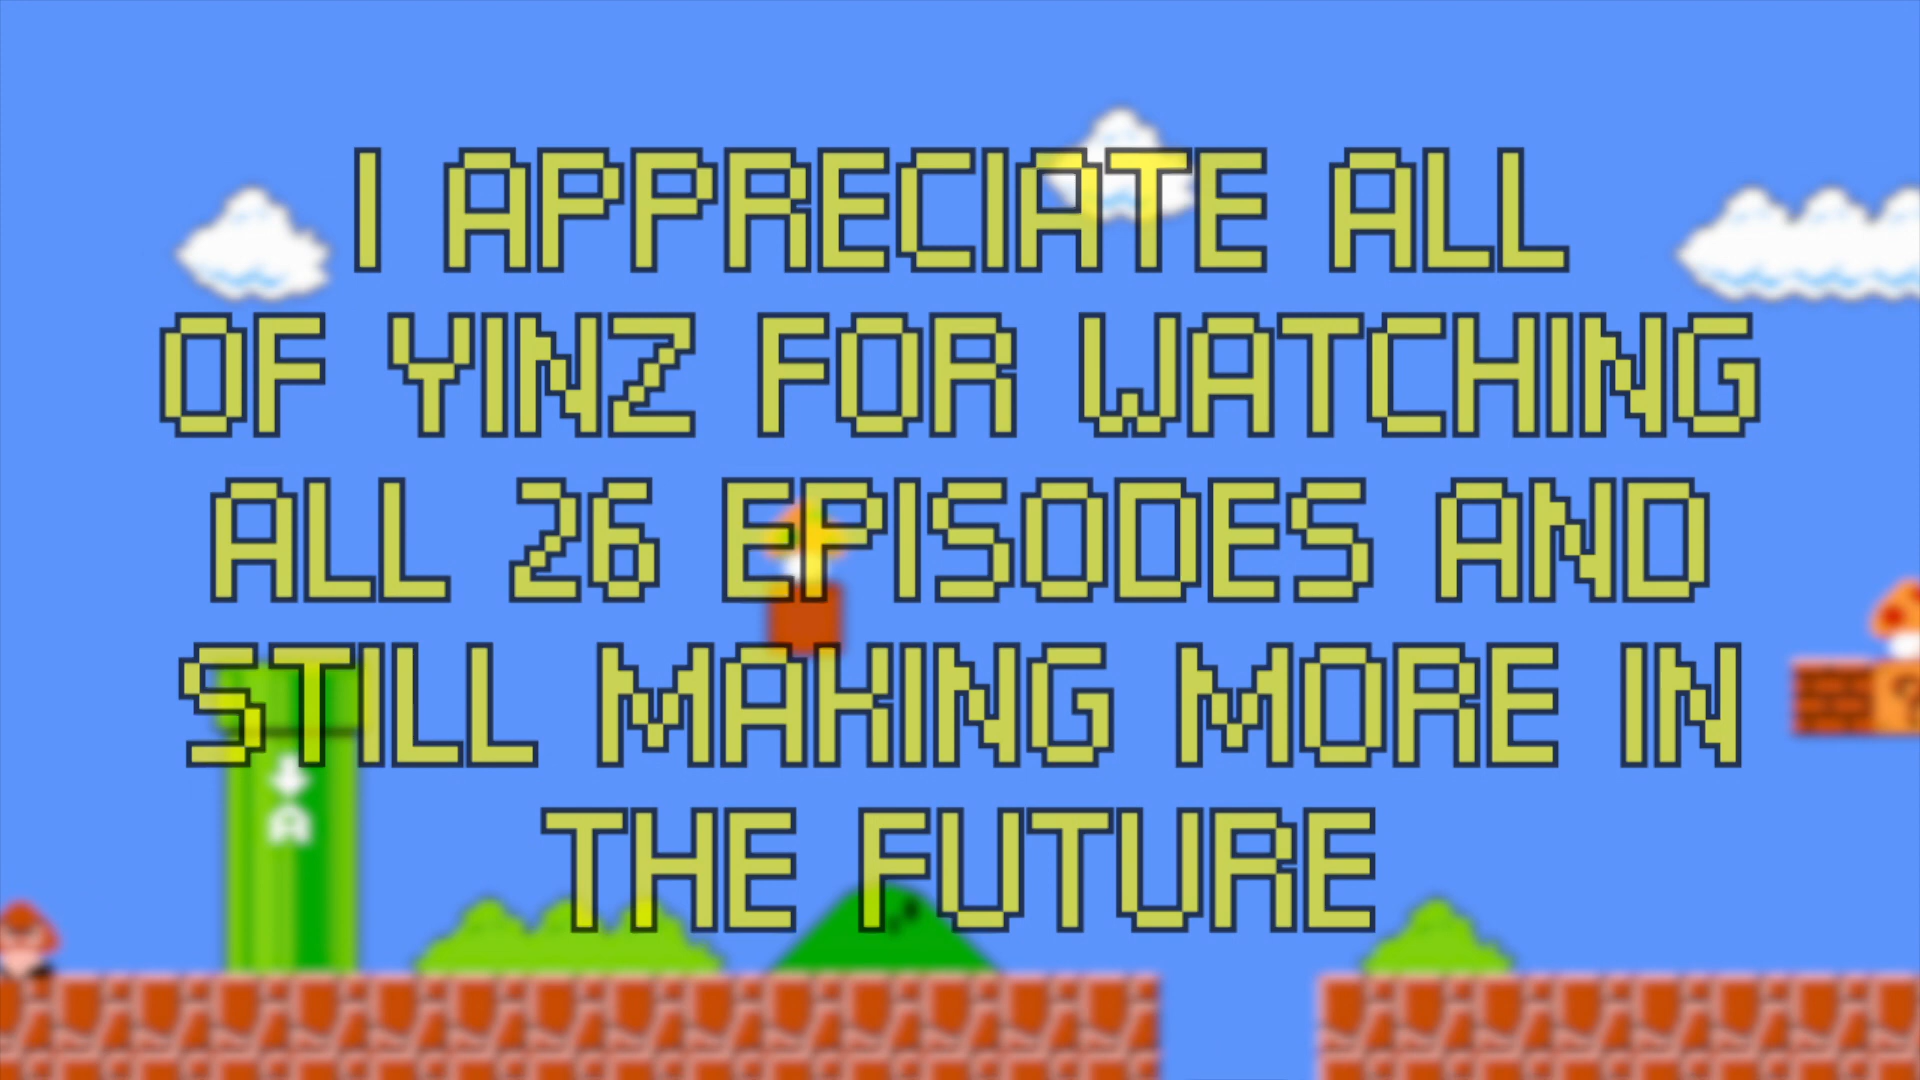 I APPRECIATE ALL
OF YINZ FOR WATCHING
ALL 26 EPISODES AND
STILL MAKING MORE IN
THE FUTURE
A
?